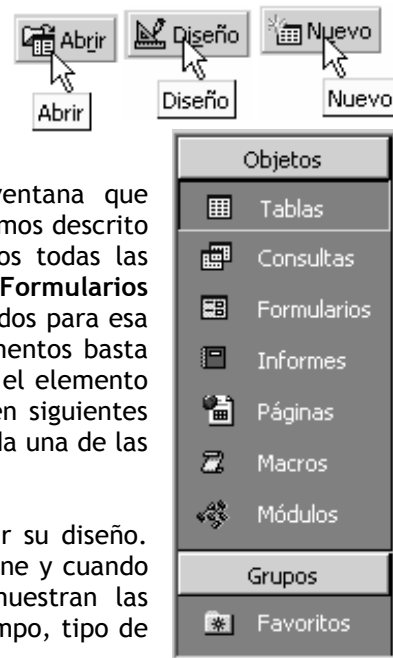 Abrir Diseño Nuevo
Abrir Diseño Nuevo
Objetos
Tablas
Consultas
Formularios
Informes
Páginas
Macros
Módulos
Grupos
Favoritos
ventana que
mos descrito
os todas las
Formularios
dos para esa
mentos basta
el elemento
en siguientes
da una de las
r su diseño.
ne y cuando
nuestran las
mpo, tipo de